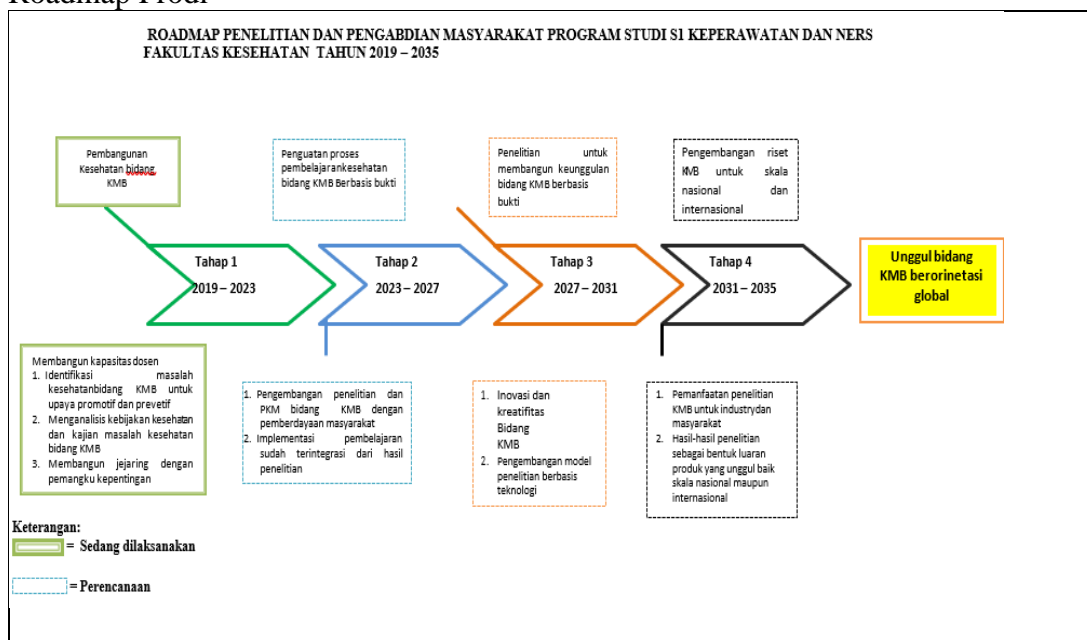 Roadmap Prodi
ROADMAP PENELITIAN DAN PENGABDIAN MASYARAKAT PROGRAM STUDI S1 KEPERAWATAN DAN NERS
FAKULTAS KESEHATAN TAHUN 2019 – 2035
Pembangunan
Kesehatan bidang
KMB
Penguatan proses
pembelajarankesehatan
bidang KMB Berbasis bukti
Penelitian untuk
membangun keunggulan
bidang KMB berbasis
bukti
Pengembangan riset
KMB untuk skala
nasional dan
internasional
Tahap 1
2019 – 2023
Tahap 2
2023 – 2027
Tahap 3
2027 – 2031
Tahap 4
2031 – 2035
Unggul bidang
KMB berorinetasi
global
Membangun kapasitas dosen
1. Identifikasi masalah
kesehatanbidang KMB untuk
upaya promotif dan prevetif
2. Menganalisis kebijakan kesehatan
dan kajian masalah kesehatan
bidang KMB
3. Membangun jejaring dengan
pemangku kepentingan
1. Pengembangan penelitian dan
PKM bidang KMB dengan
pemberdayaan masyarakat
2. Implementasi pembelajaran
sudah terintegrasi dari hasil
penelitian
1. Inovasi dan
kreatifitas
Bidang
KMB
2. Pengembangan model
penelitian berbasis
teknologi
1. Pemanfaatan penelitian
KMB untuk industrydan
masyarakat
2. Hasil-hasil penelitian
sebagai bentuk luaran
produk yang unggul baik
skala nasional maupun
internasional
Keterangan:
= Sedang dilaksanakan
= Perencanaan